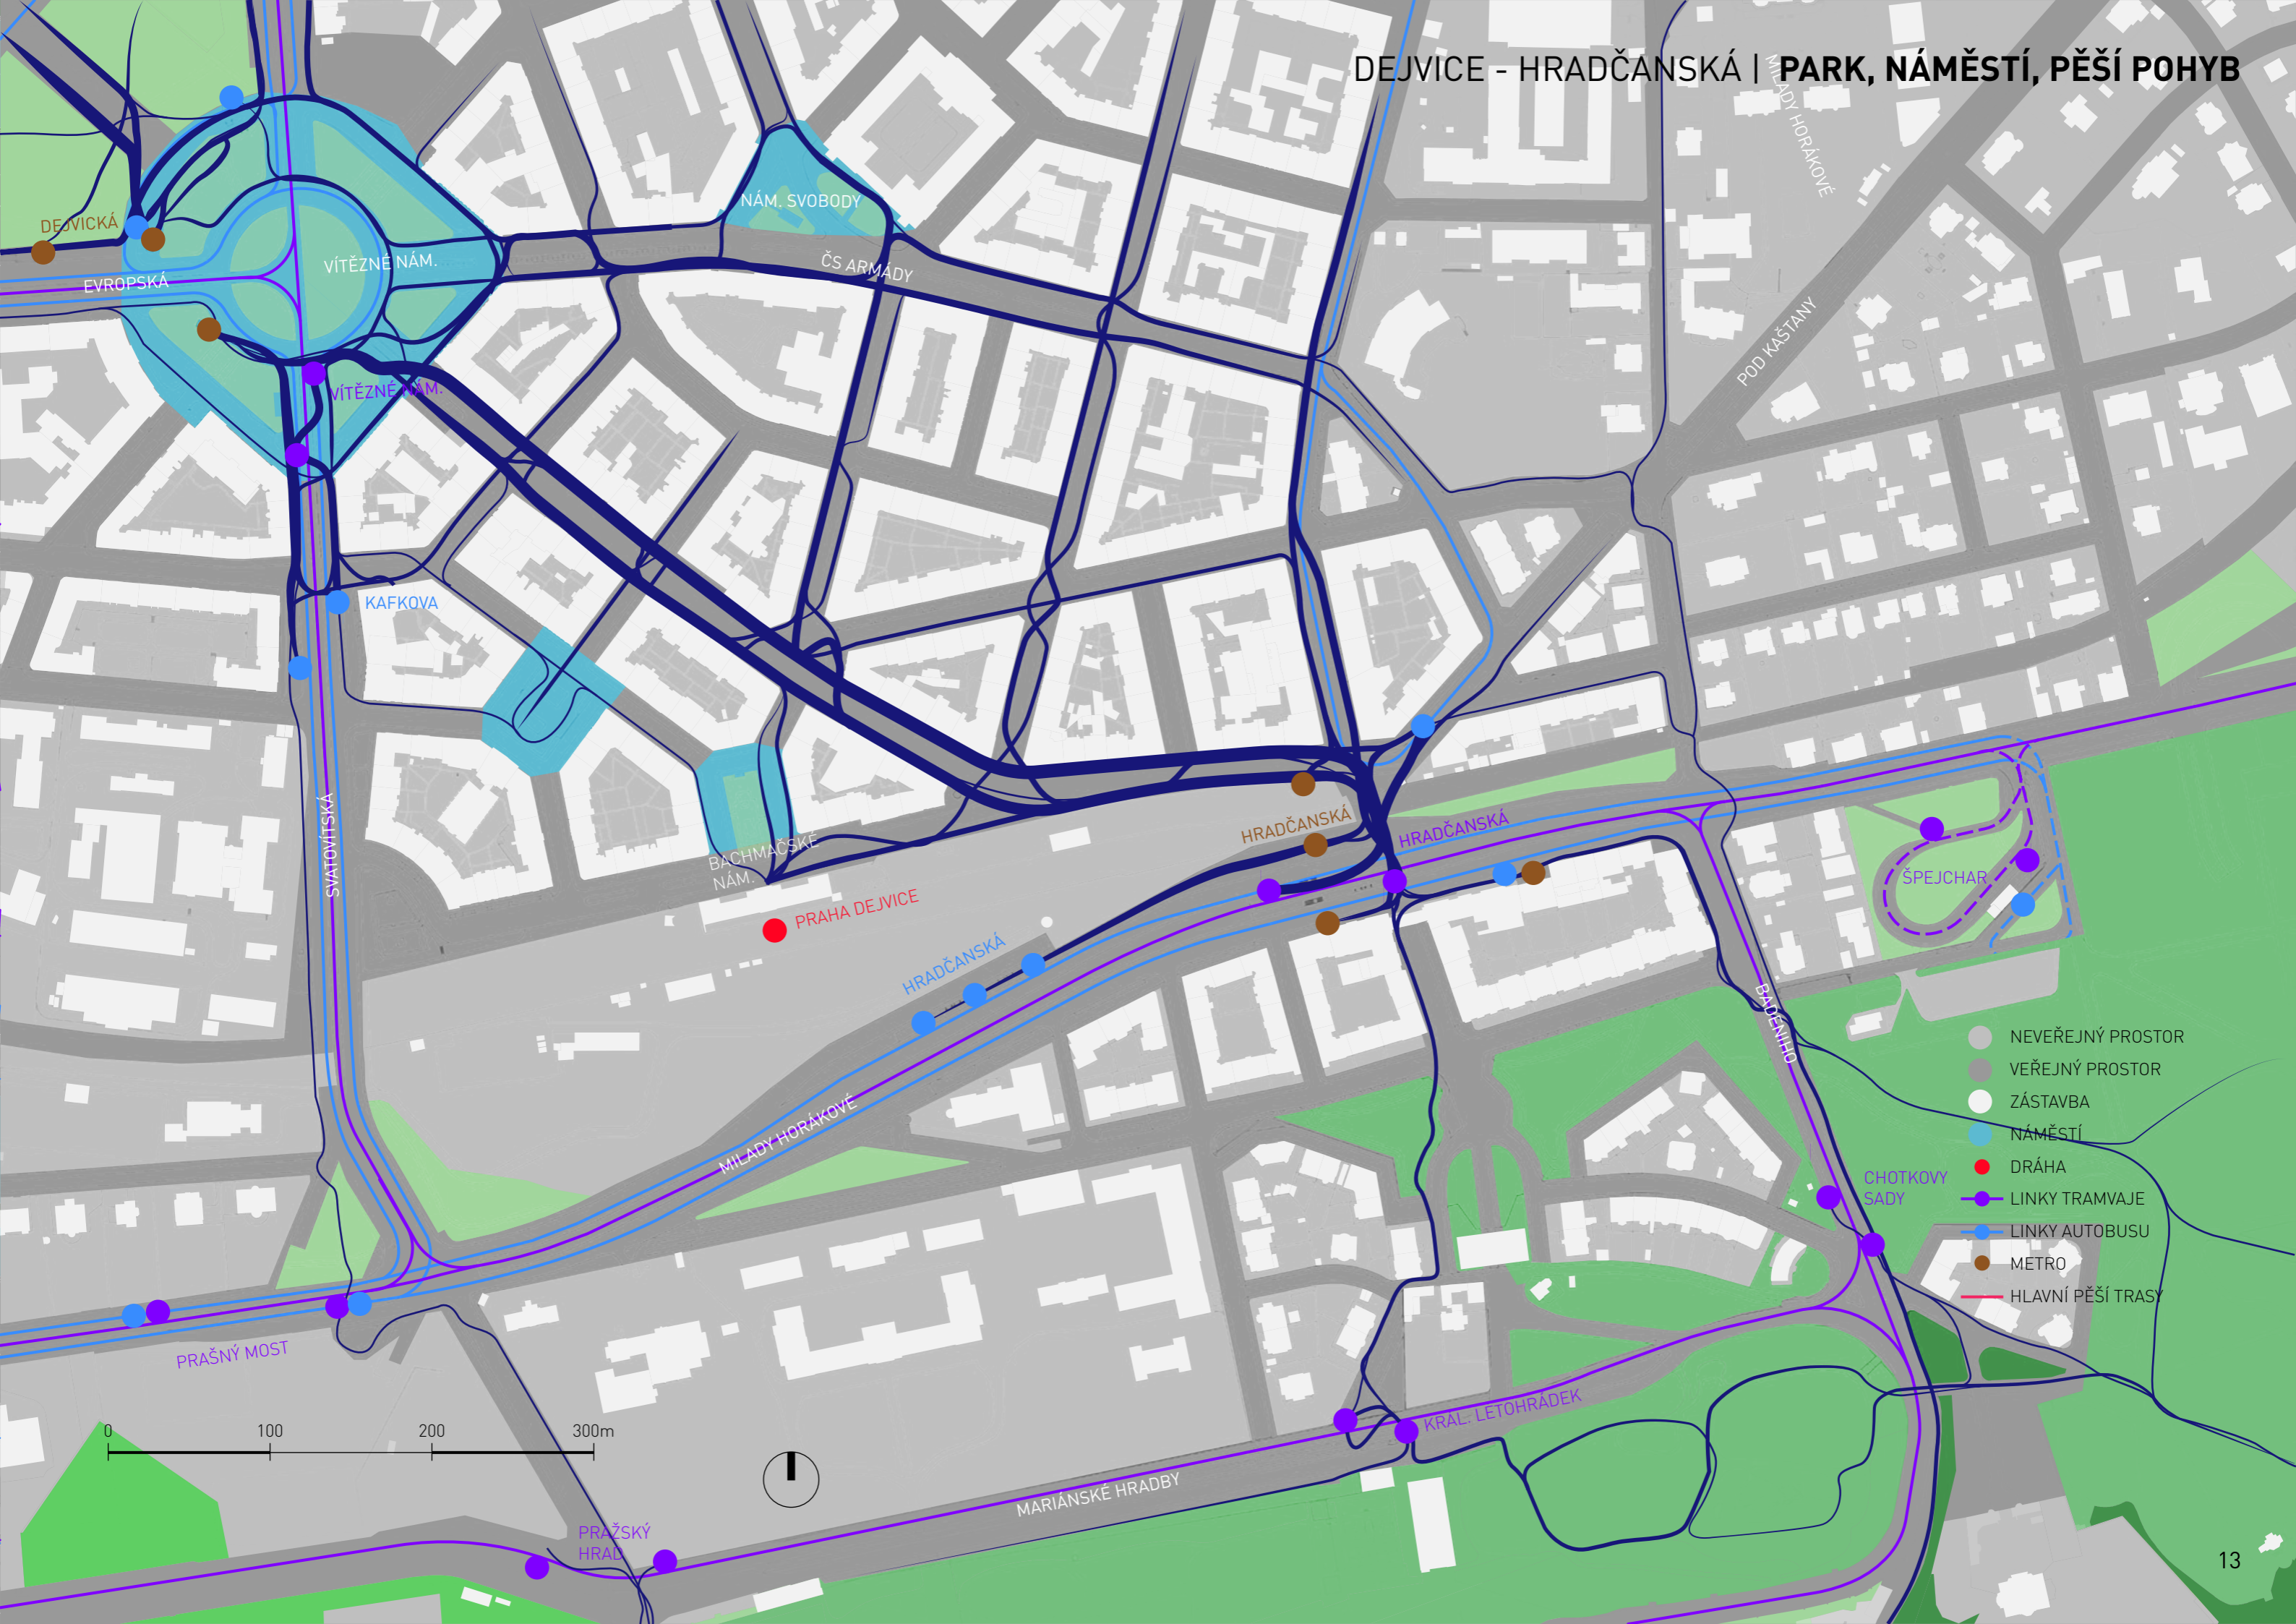 DEJVICE - HRADČANSKÁ | PARK, NÁMĚSTÍ, PĚŠÍ POHYB
MILADY HORÁKOVÉ
DEJVICKÁ
NÁM. SVOBODY
VÍTĚZNÉ NÁM.
ČS ARMÁDY
EVROPSKÁ
VÍTĚZNÉ NÁM.
POD KAŠTANY
KAFKOVA
SVATOVÍTSKÁ
BACHMAČSKÉ
NÁM.
HRADČANSKÁ
HRADČANSKÁ
ŠPEJCHAR
PRAHA DEJVICE
HRADČANSKÁ
BADENIHO
MILADY HORÁKOVÉ
NEVEŘEJNÝ PROSTOR
VEŘEJNÝ PROSTOR
ZÁSTAVBA
NÁMĚSTÍ
DRÁHA
CHOTKOVY
SADY
LINKY TRAMVAJE
LINKY AUTOBUSU
METRO
HLAVNÍ PĚŠÍ TRASY
PRAŠNÝ MOST
KRÁL. LETOHRÁDEK
0 100 200 300m
MARIÁNSKÉ HRADBY
PRAŽSKÝ
HRAD
13